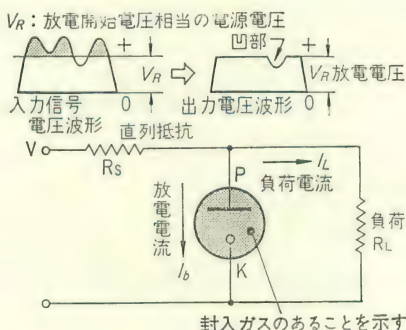 VR：放電開始電圧相当の電源電圧
＋
VR
0
入力信号
電圧波形
凹部
＋
VR放電電圧
0
出力電圧波形
直列抵抗
V
Rs
P
IL
負荷電流
放電電流
Ib
K
負荷
RL
封入ガスのあることを示す